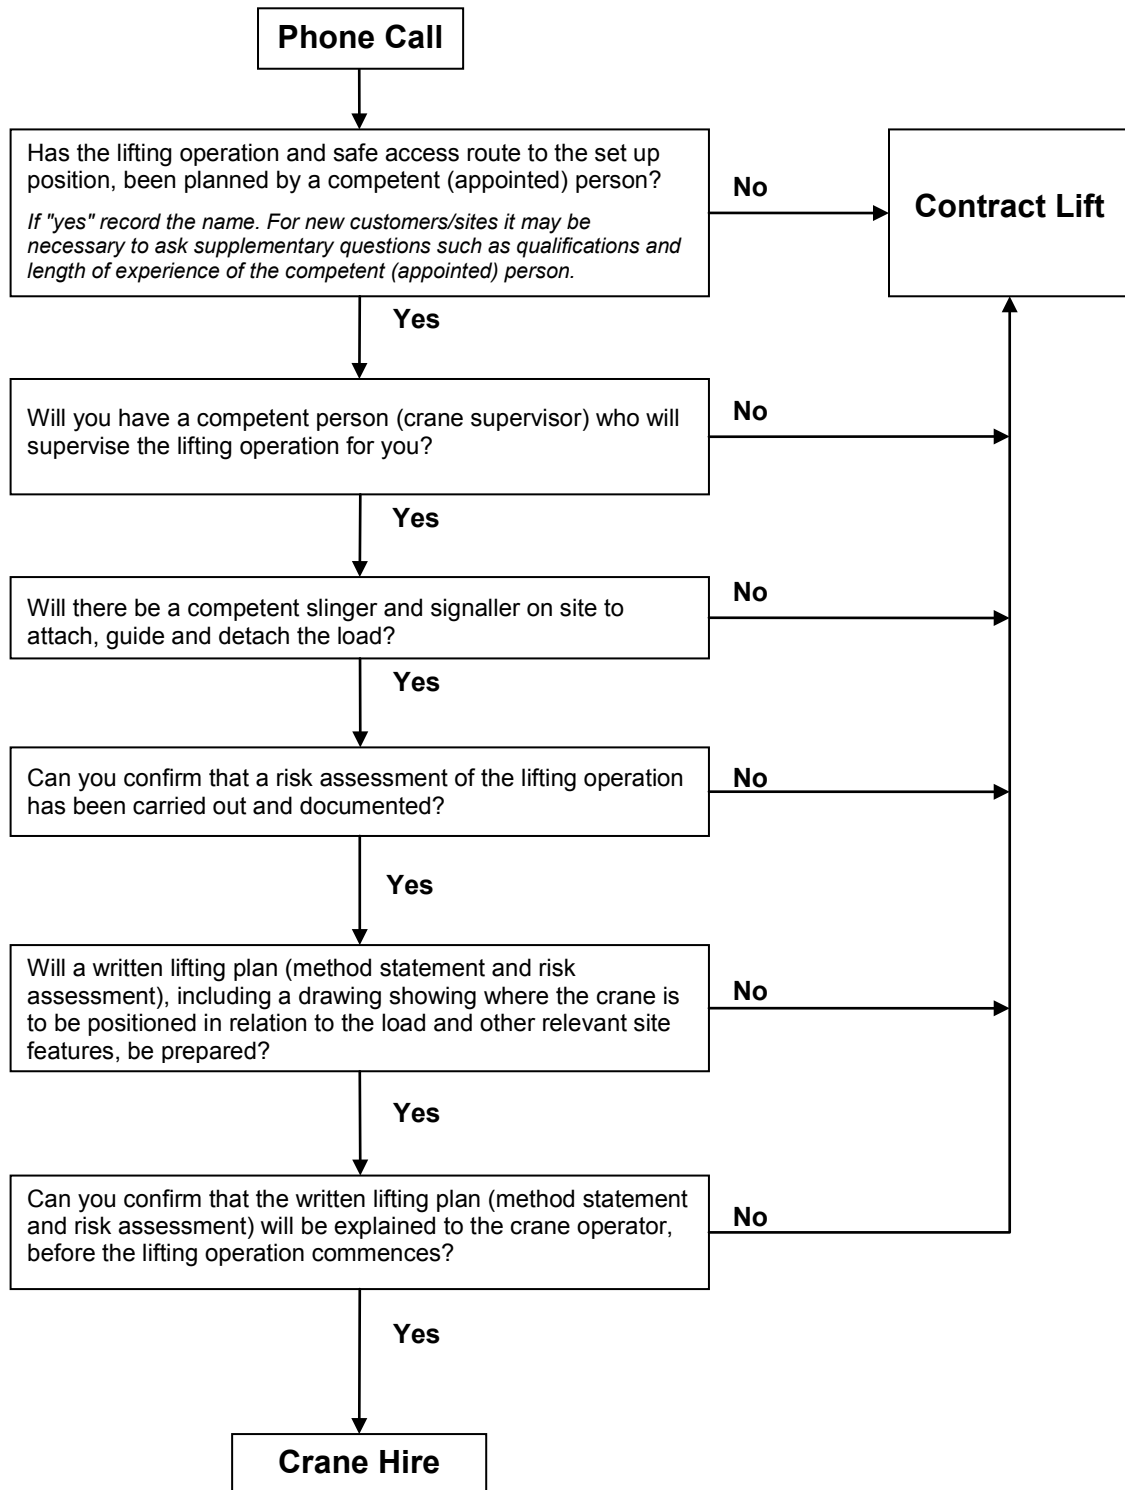 Phone Call
Has the lifting operation and safe access route to the set up
position, been planned by a competent (appointed) person?
If "yes" record the name. For new customers/sites it may be
necessary to ask supplementary questions such as qualifications and
length of experience of the competent (appointed) person.
No
Contract Lift
Yes
Will you have a competent person (crane supervisor) who will
supervise the lifting operation for you?
No
Yes
Will there be a competent slinger and signaller on site to
attach, guide and detach the load?
No
Yes
Can you confirm that a risk assessment of the lifting operation
has been carried out and documented?
No
Yes
Will a written lifting plan (method statement and risk
assessment), including a drawing showing where the crane is
to be positioned in relation to the load and other relevant site
features, be prepared?
No
Yes
Can you confirm that the written lifting plan (method statement
and risk assessment) will be explained to the crane operator,
before the lifting operation commences?
No
Yes
Crane Hire